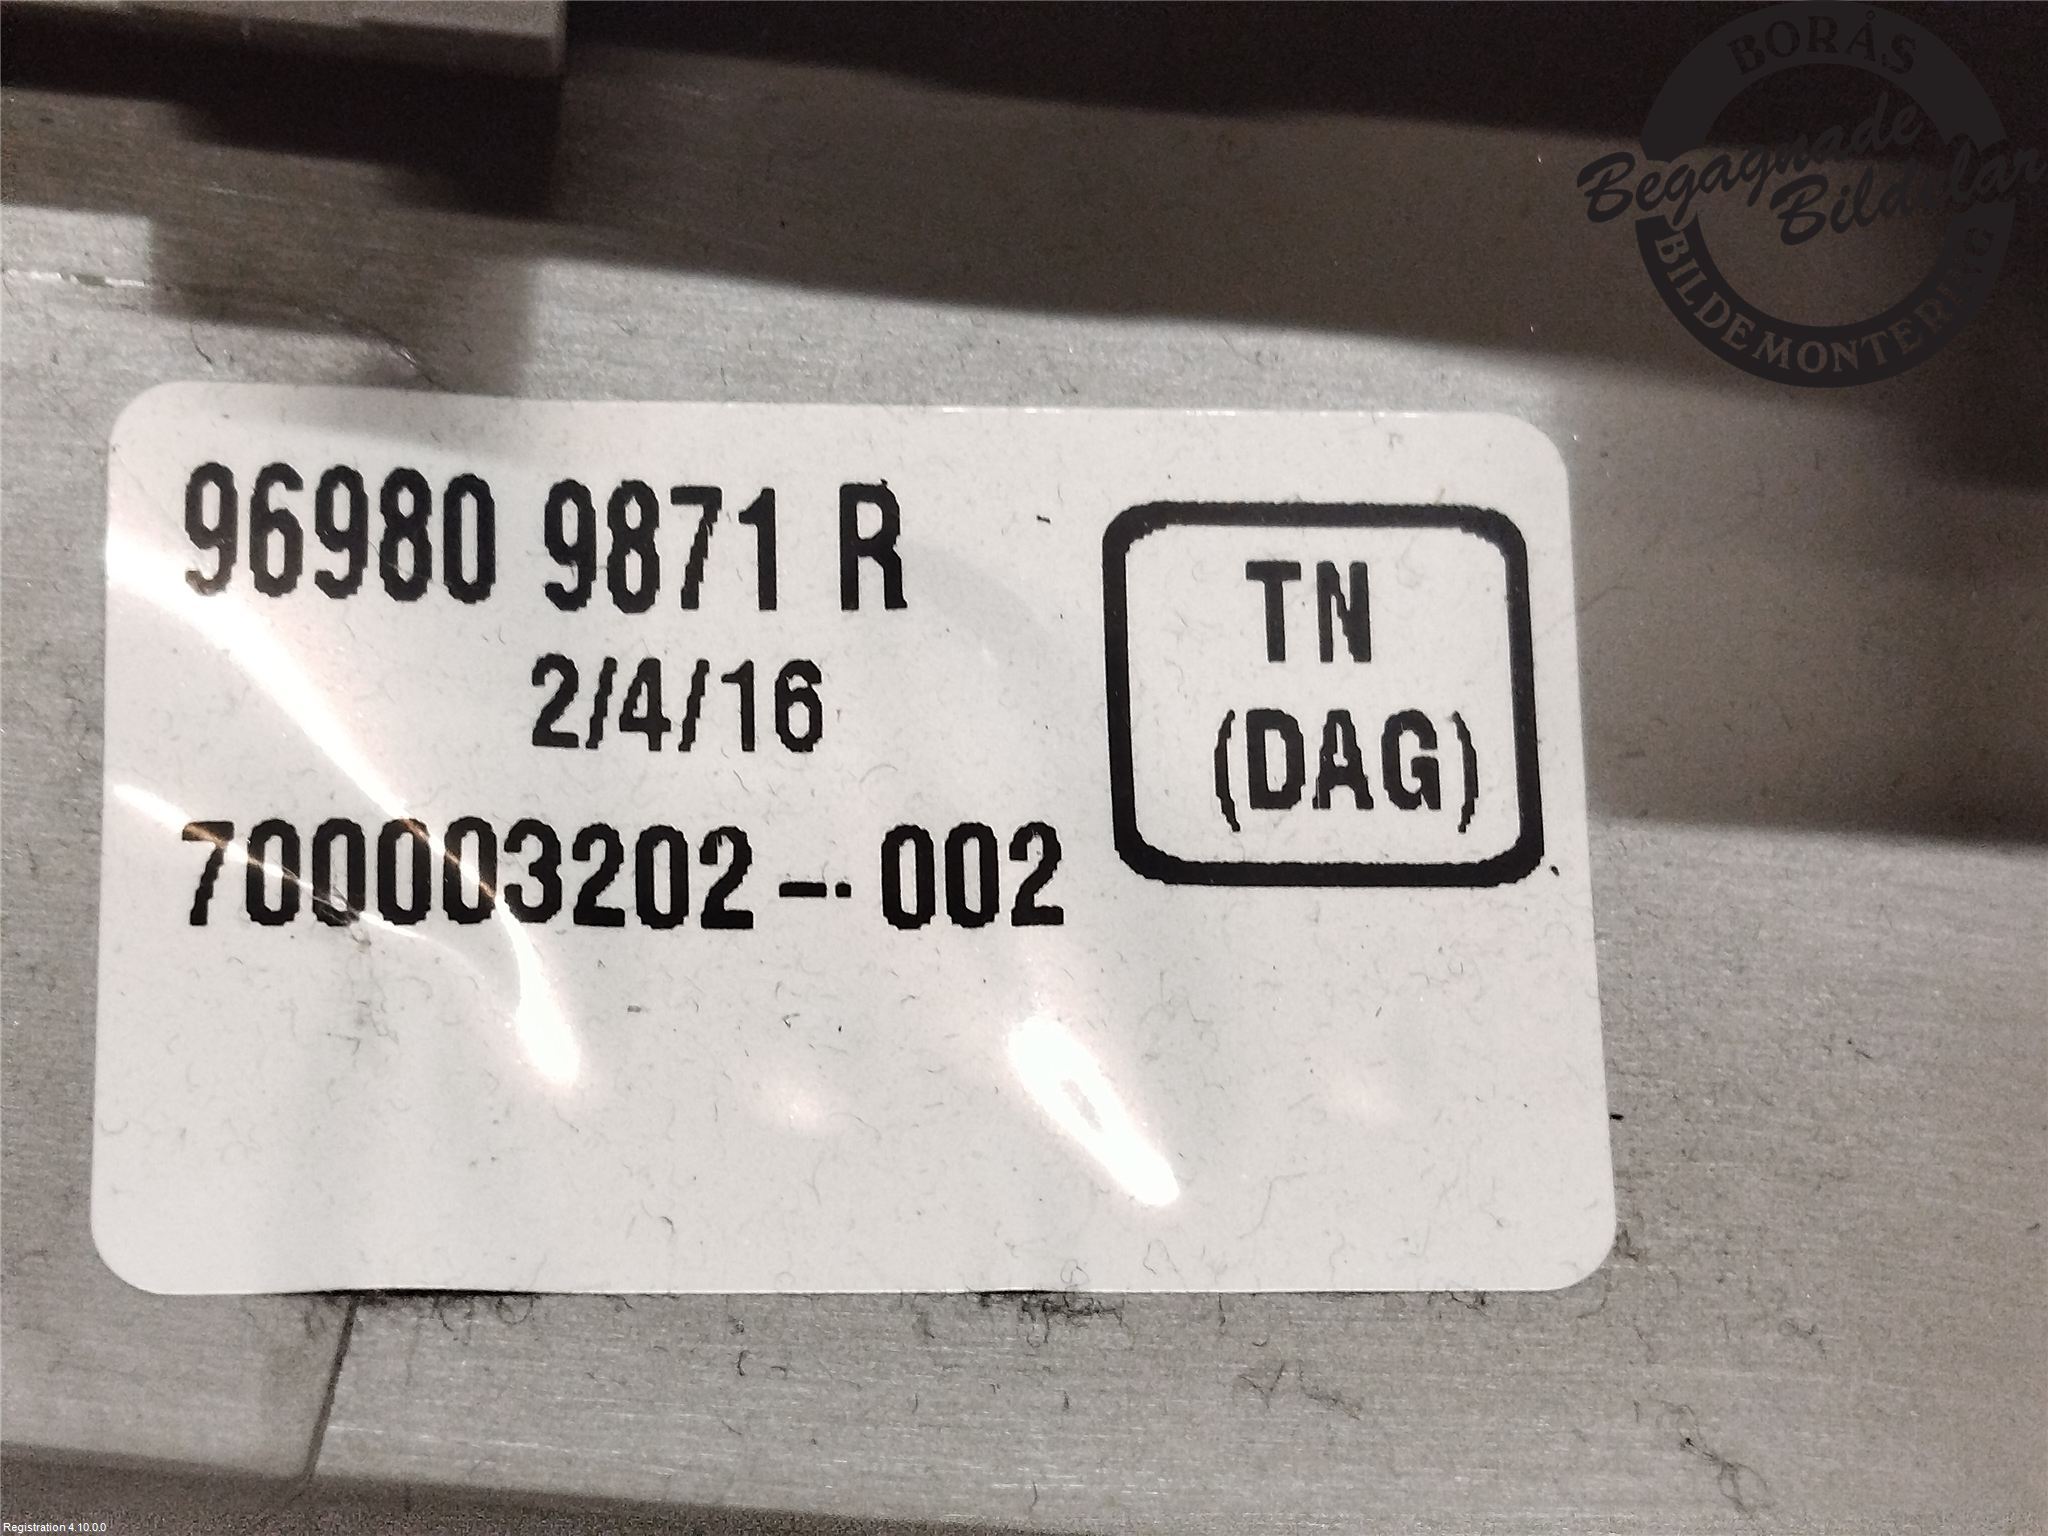 BORÅS
Begagnade
Bildelar
BILDEMONTERING
96980 9871 R
2/4/16
700003202-002
TN
(DAG)
Registration 4.10.0.0